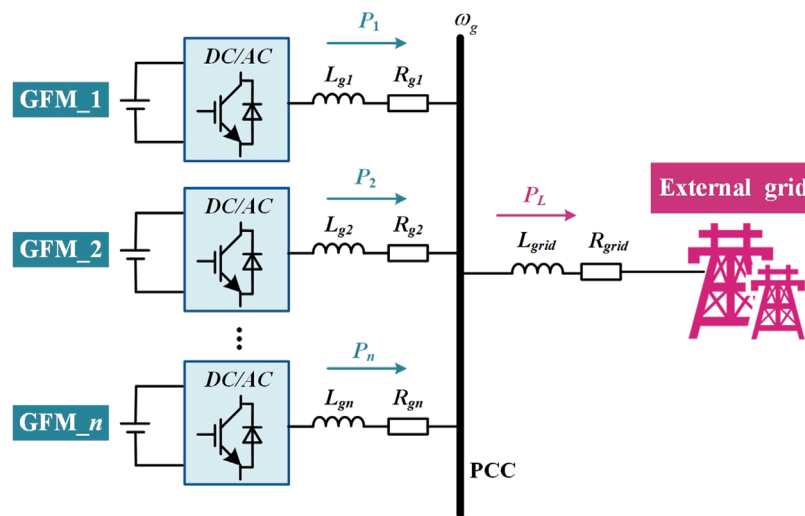 P1
ωg
DC/AC
Lg1
Rg1
GFM_1
P2
DC/AC
PL
External grid
Lg2
Rg2
GFM_2
Lgrid
Rgrid
...
Pn
DC/AC
Lgn
Rgn
GFM_n
PCC